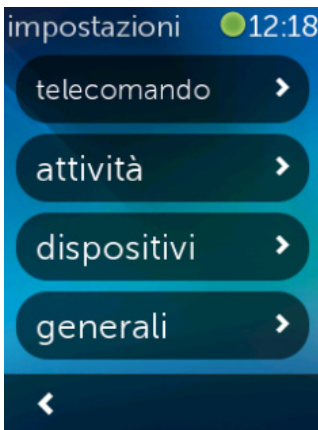 impostazioni 12:18
telecomando
attività
dispositivi
generali